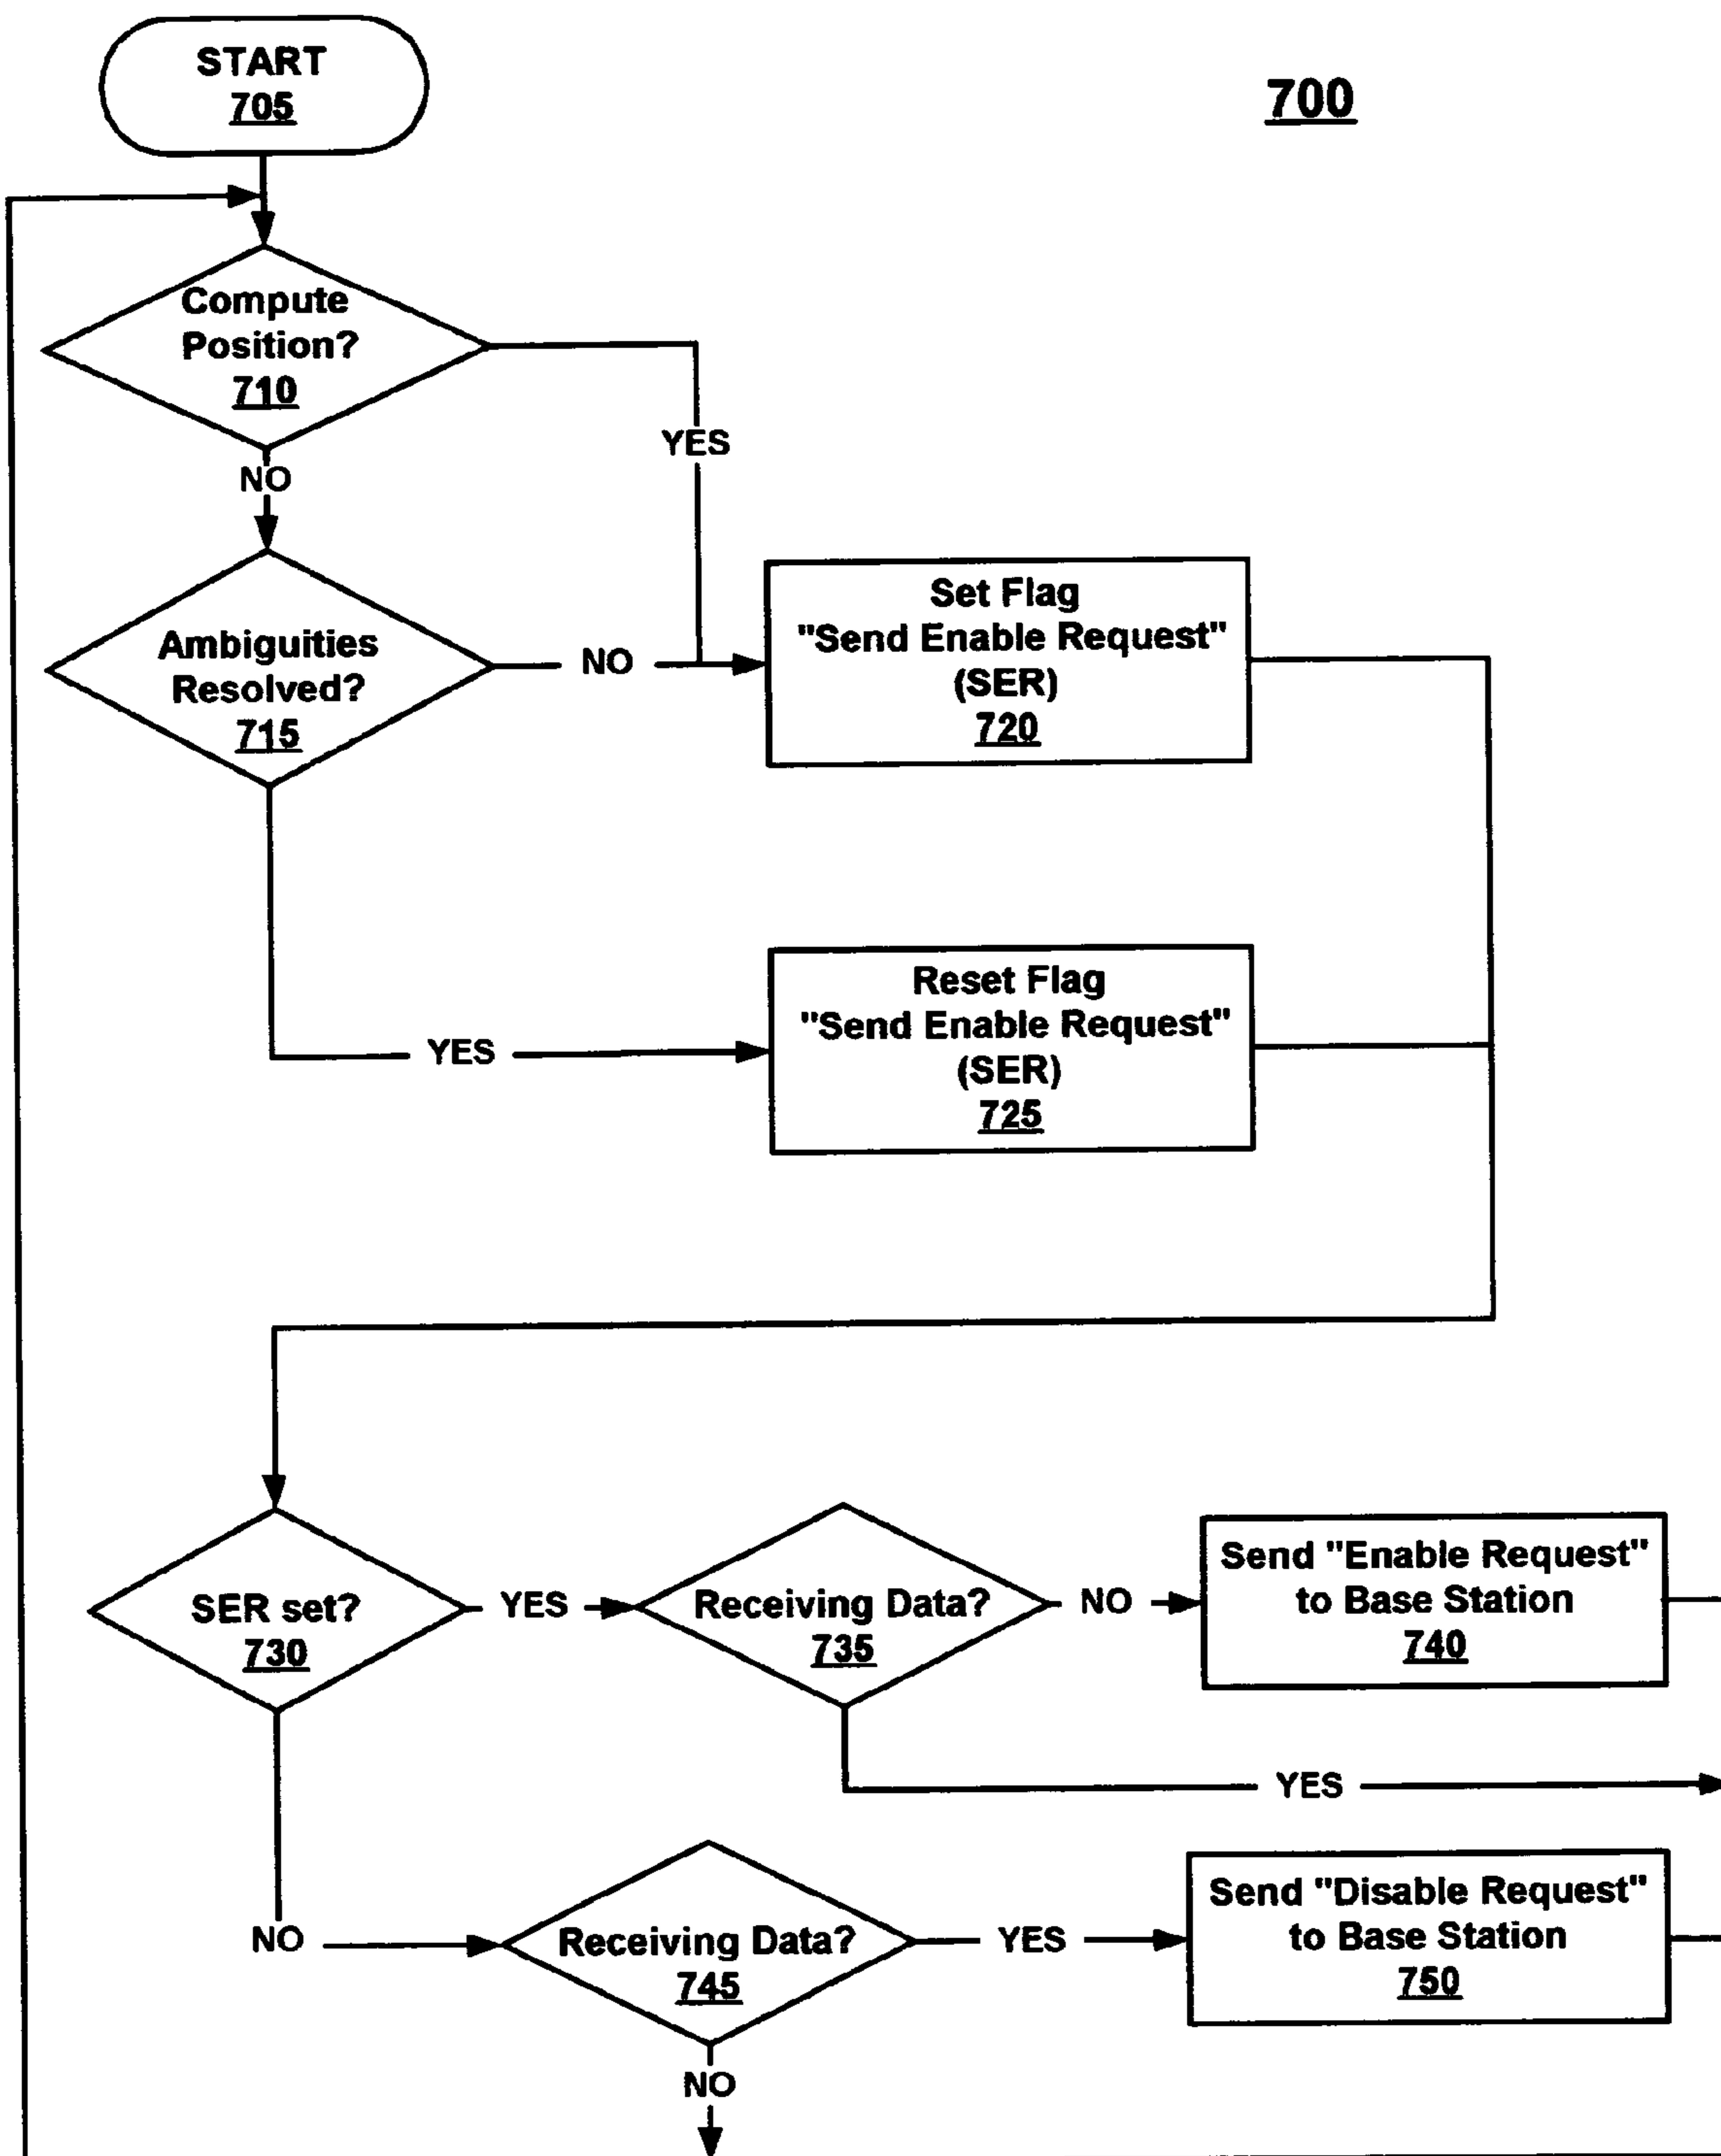 START
705
700
Compute
Position?
710
YES
NO
Ambiguities
Resolved?
715
NO
Set Flag
"Send Enable Request"
(SER)
720
Reset Flag
"Send Enable Request"
(SER)
725
YES
SER set?
730
YES
Receiving Data?
735
NO
Send "Enable Request"
to Base Station
740
YES
NO
Receiving Data?
745
YES
Send "Disable Request"
to Base Station
750
NO